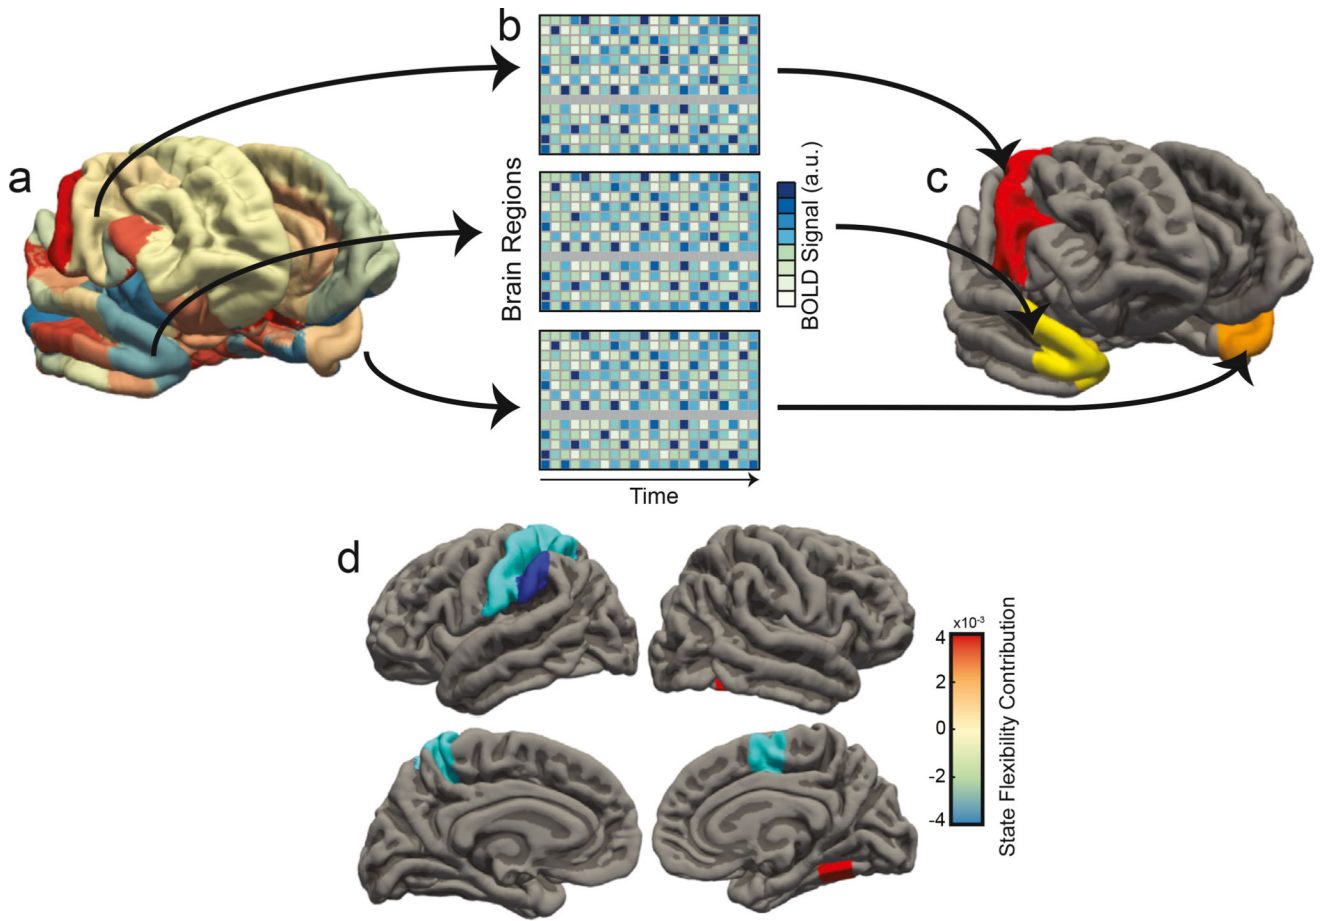 a
b
c
Brain Regions
BOLD Signal (a.u.)
Time
d
x10⁻³
4
2
0
-2
-4
State Flexibility Contribution